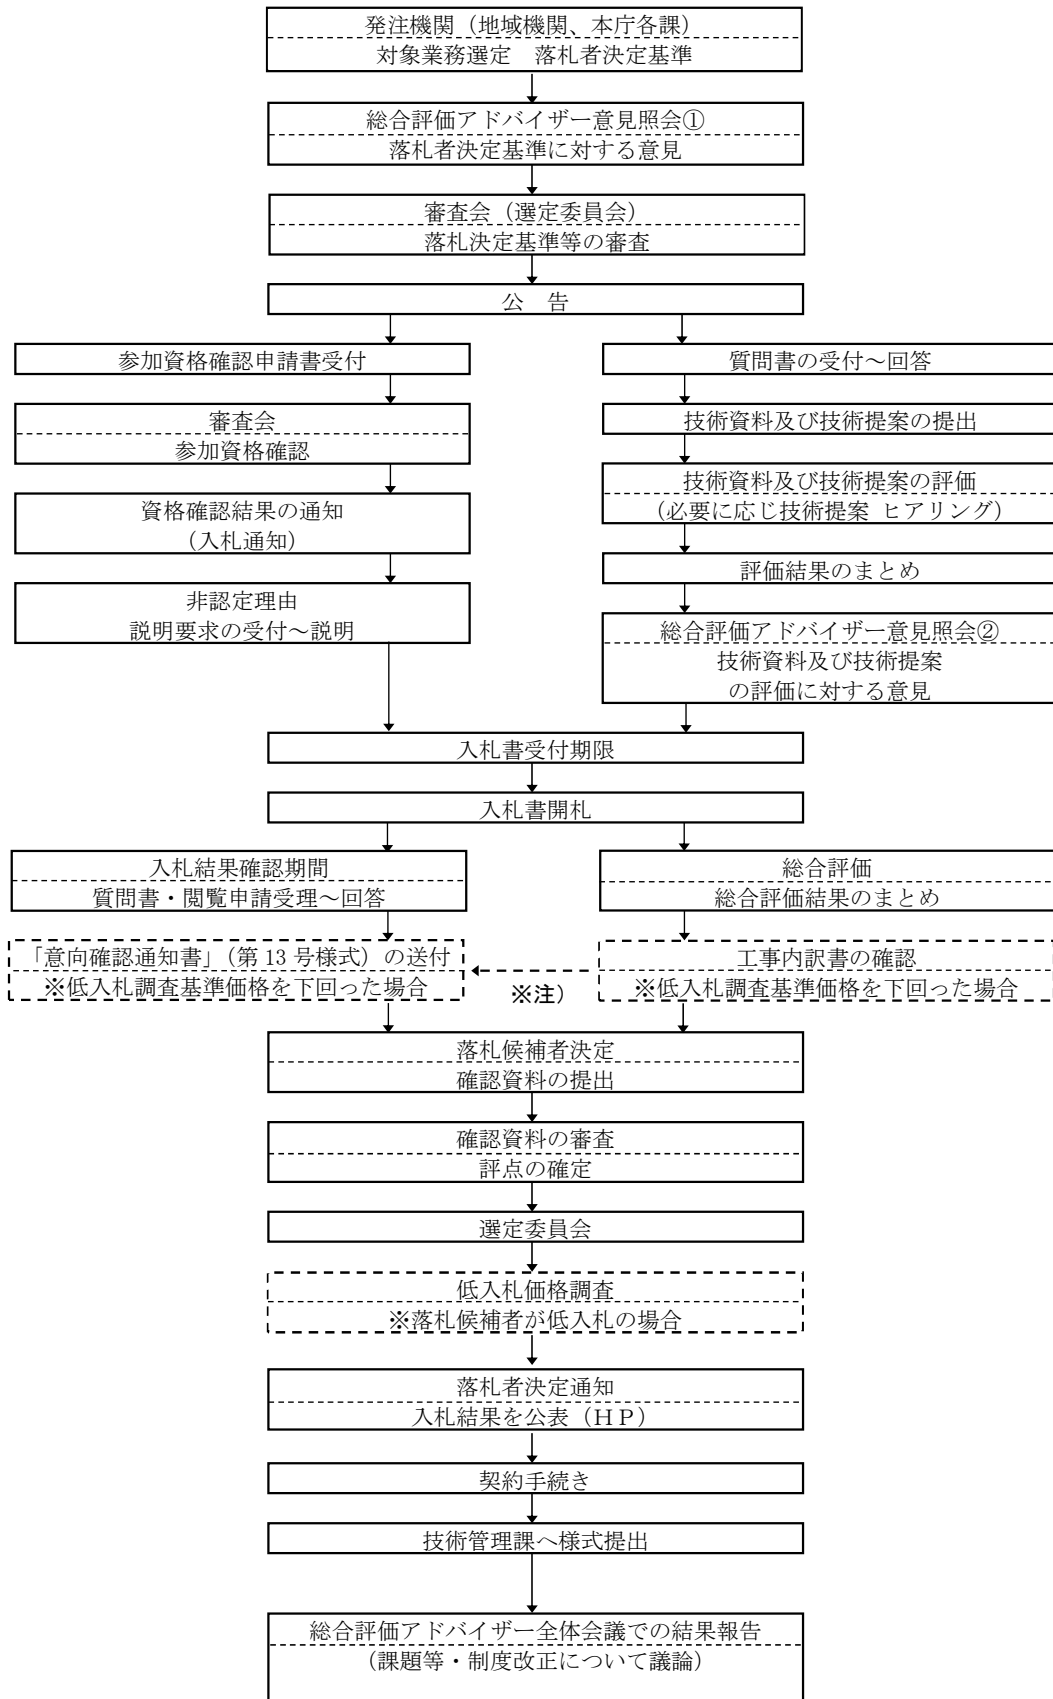 発注機関（地域機関、本庁各課）
対象業務選定　落札者決定基準
総合評価アドバイザー意見照会①
落札者決定基準に対する意見
審査会（選定委員会）
落札決定基準等の審査
公　告
参加資格確認申請書受付
審査会
参加資格確認
資格確認結果の通知
（入札通知）
非認定理由
説明要求の受付～説明
質問書の受付～回答
技術資料及び技術提案の提出
技術資料及び技術提案の評価
（必要に応じ技術提案 ヒアリング）
評価結果のまとめ
総合評価アドバイザー意見照会②
技術資料及び技術提案
の評価に対する意見
入札書受付期限
入札書開札
入札結果確認期間
質問書・閲覧申請受理～回答
「意向確認通知書」（第 13 号様式）の送付
※低入札調査基準価格を下回った場合
※注）
総合評価
総合評価結果のまとめ
工事内訳書の確認
※低入札調査基準価格を下回った場合
落札候補者決定
確認資料の提出
確認資料の審査
評点の確定
選定委員会
低入札価格調査
※落札候補者が低入札の場合
落札者決定通知
入札結果を公表（ＨＰ）
契約手続き
技術管理課へ様式提出
総合評価アドバイザー全体会議での結果報告
（課題等・制度改正について議論）